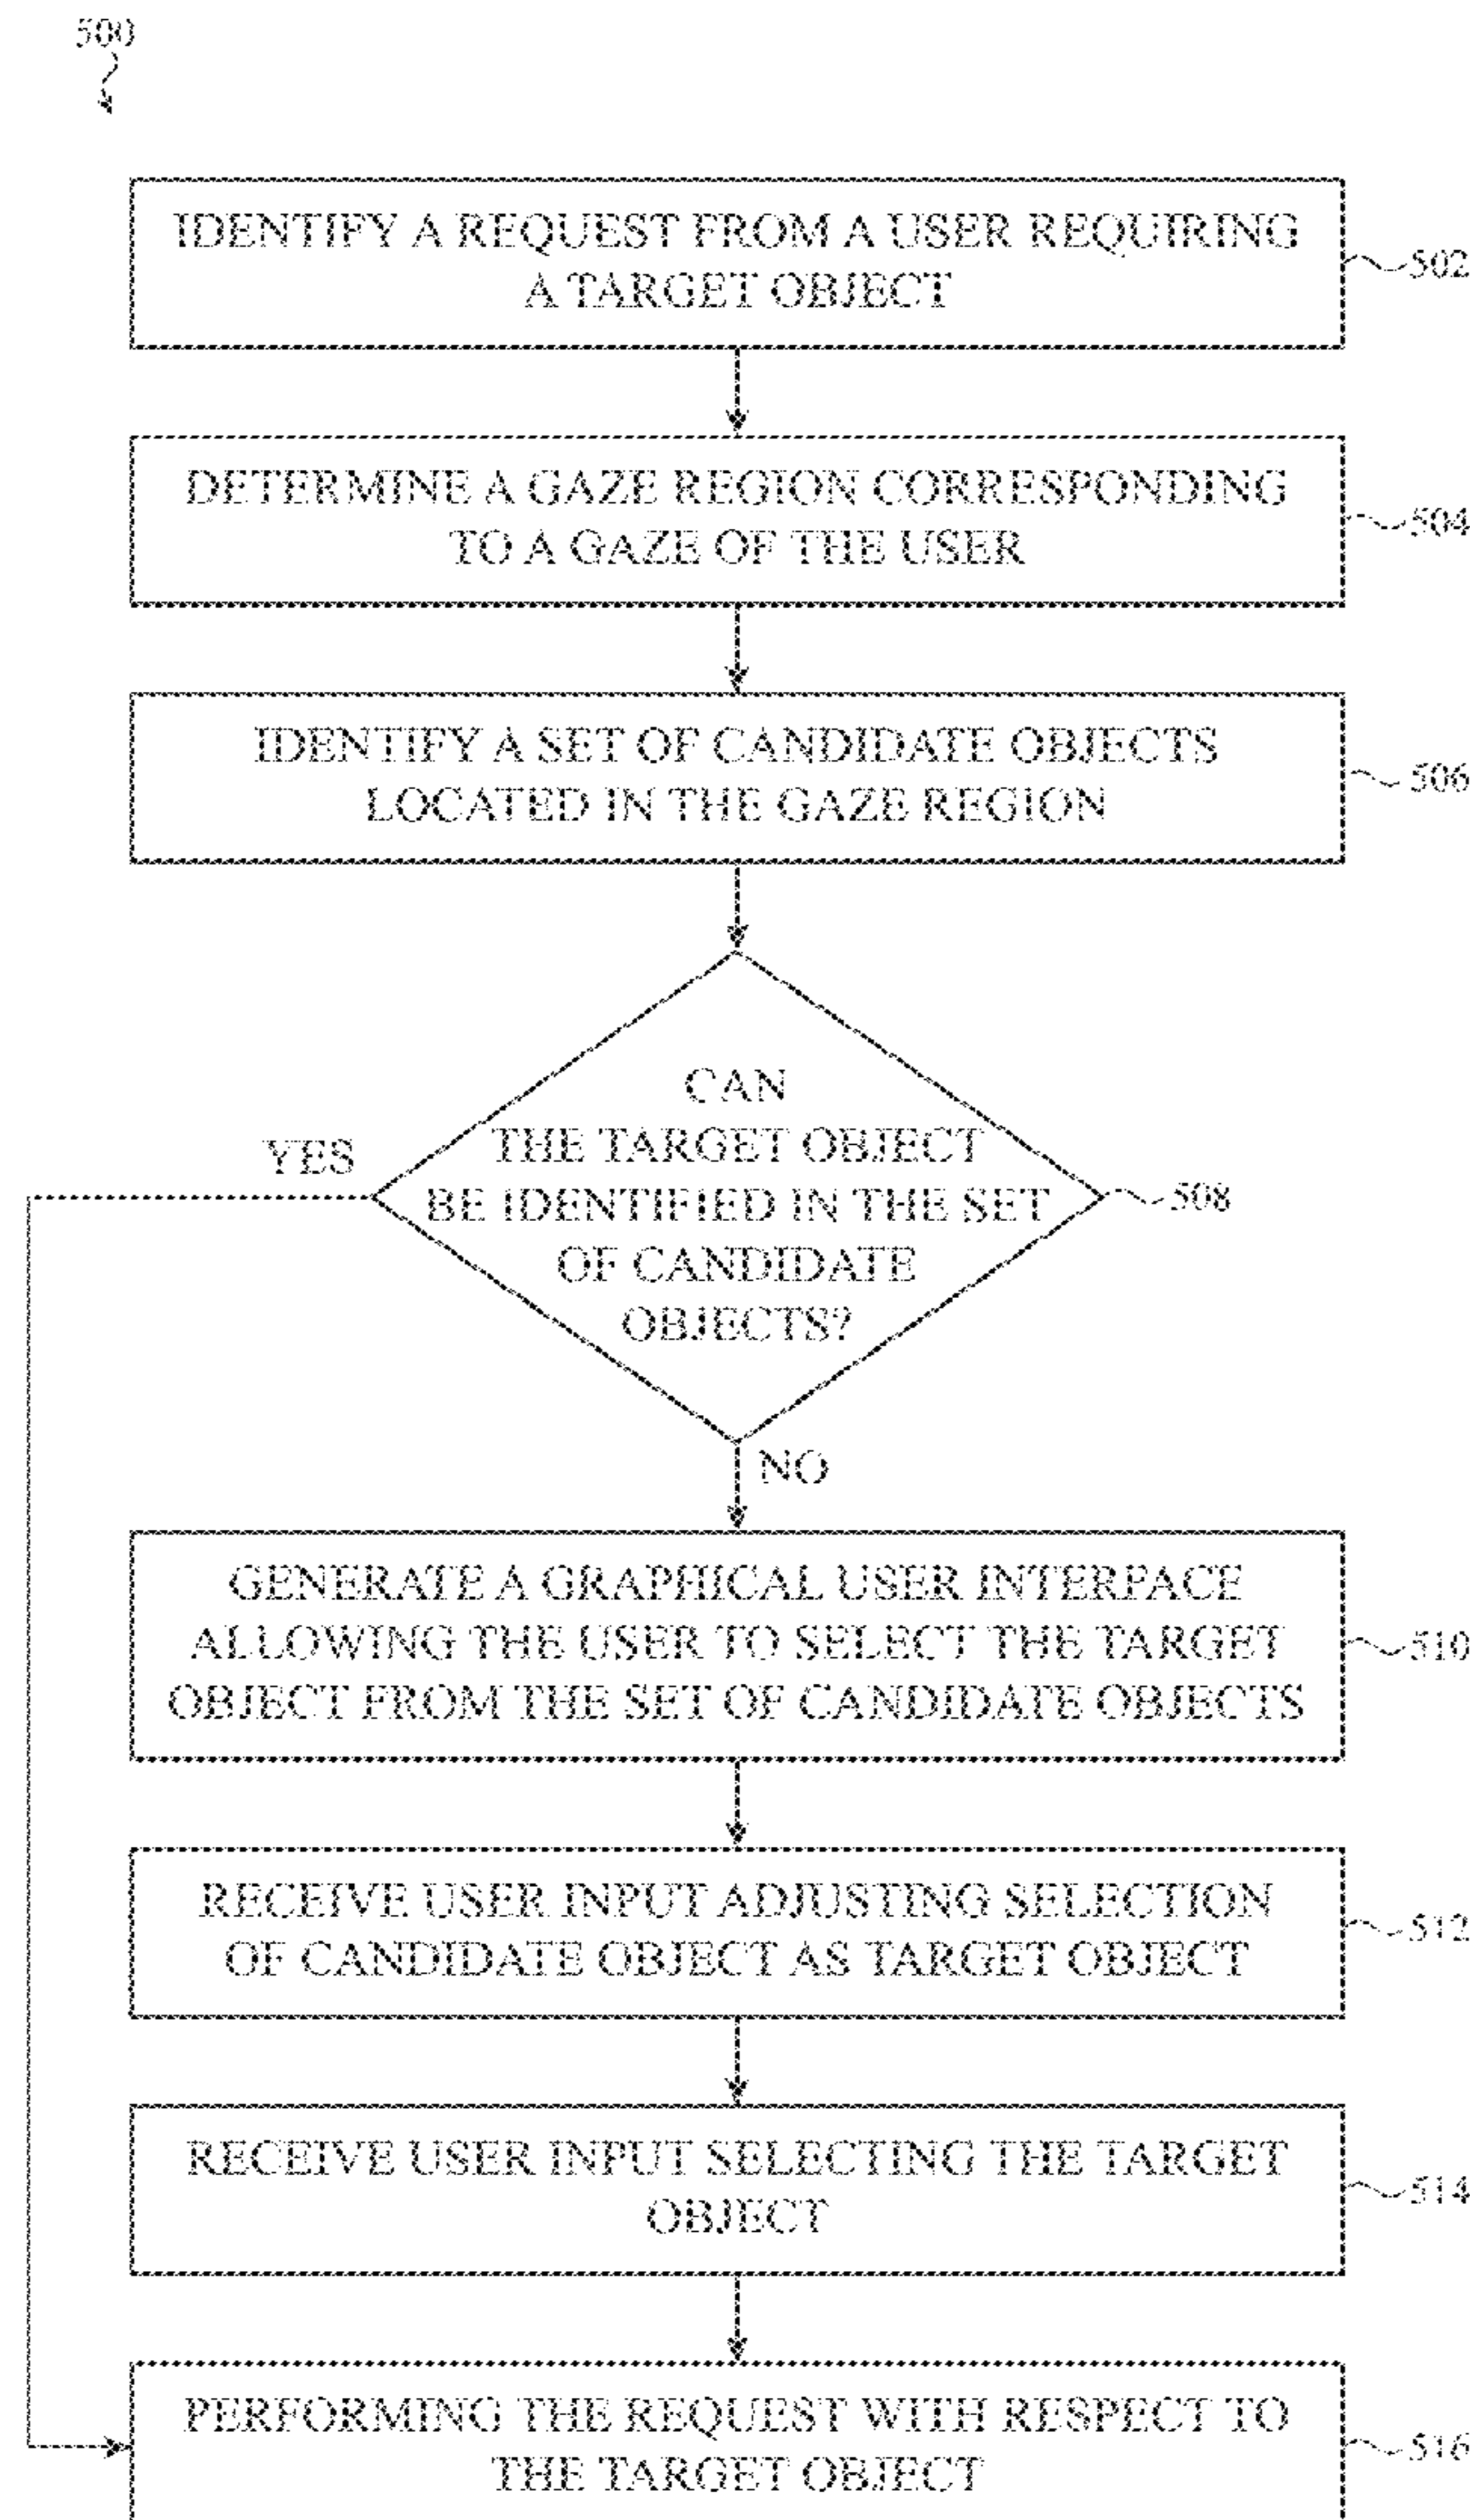 500
IDENTIFY A REQUEST FROM A USER REQUIRING
A TARGET OBJECT
502
DETERMINE A GAZE REGION CORRESPONDING
TO A GAZE OF THE USER
504
IDENTIFY A SET OF CANDIDATE OBJECTS
LOCATED IN THE GAZE REGION
506
CAN
THE TARGET OBJECT
BE IDENTIFIED IN THE SET
OF CANDIDATE
OBJECTS?
YES
508
NO
GENERATE A GRAPHICAL USER INTERFACE
ALLOWING THE USER TO SELECT THE TARGET
OBJECT FROM THE SET OF CANDIDATE OBJECTS
510
RECEIVE USER INPUT ADJUSTING SELECTION
OF CANDIDATE OBJECT AS TARGET OBJECT
512
RECEIVE USER INPUT SELECTING THE TARGET
OBJECT
514
PERFORMING THE REQUEST WITH RESPECT TO
THE TARGET OBJECT
516